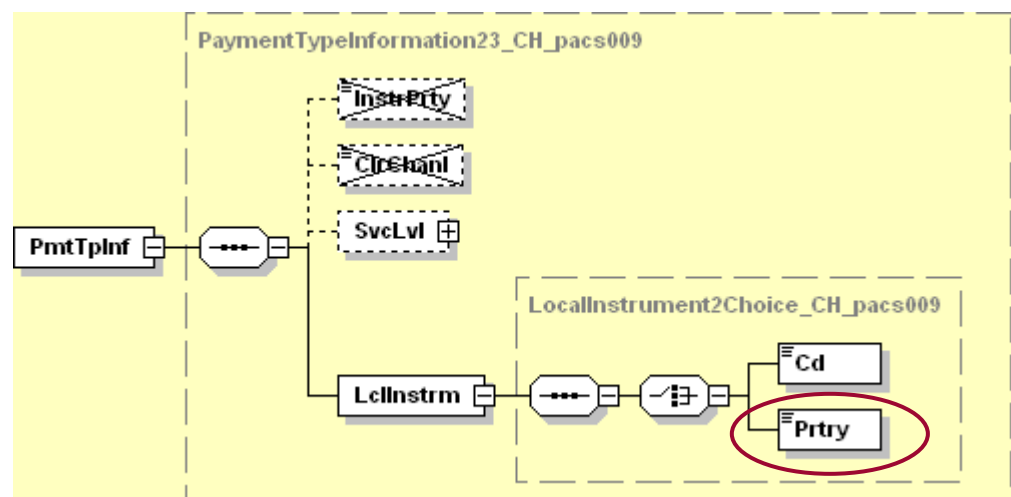 PaymentTypeInformation23_CH_pacs009
InstrPrty
ClrChanl
SvcLvl
PmtTpInf
LocalInstrument2Choice_CH_pacs009
Cd
LclInstrm
Prtry